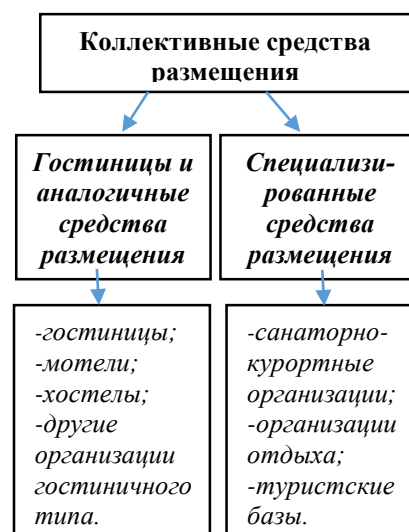 Коллективные средства
размещения
Гостиницы и
аналогичные
средства
размещения
Специализи-
рованные
средства
размещения
-гостиницы;
-мотели;
-хостелы;
-другие
организации
гостиничного
типа.
-санаторно-
курортные
организации;
-организации
отдыха;
-туристские
базы.